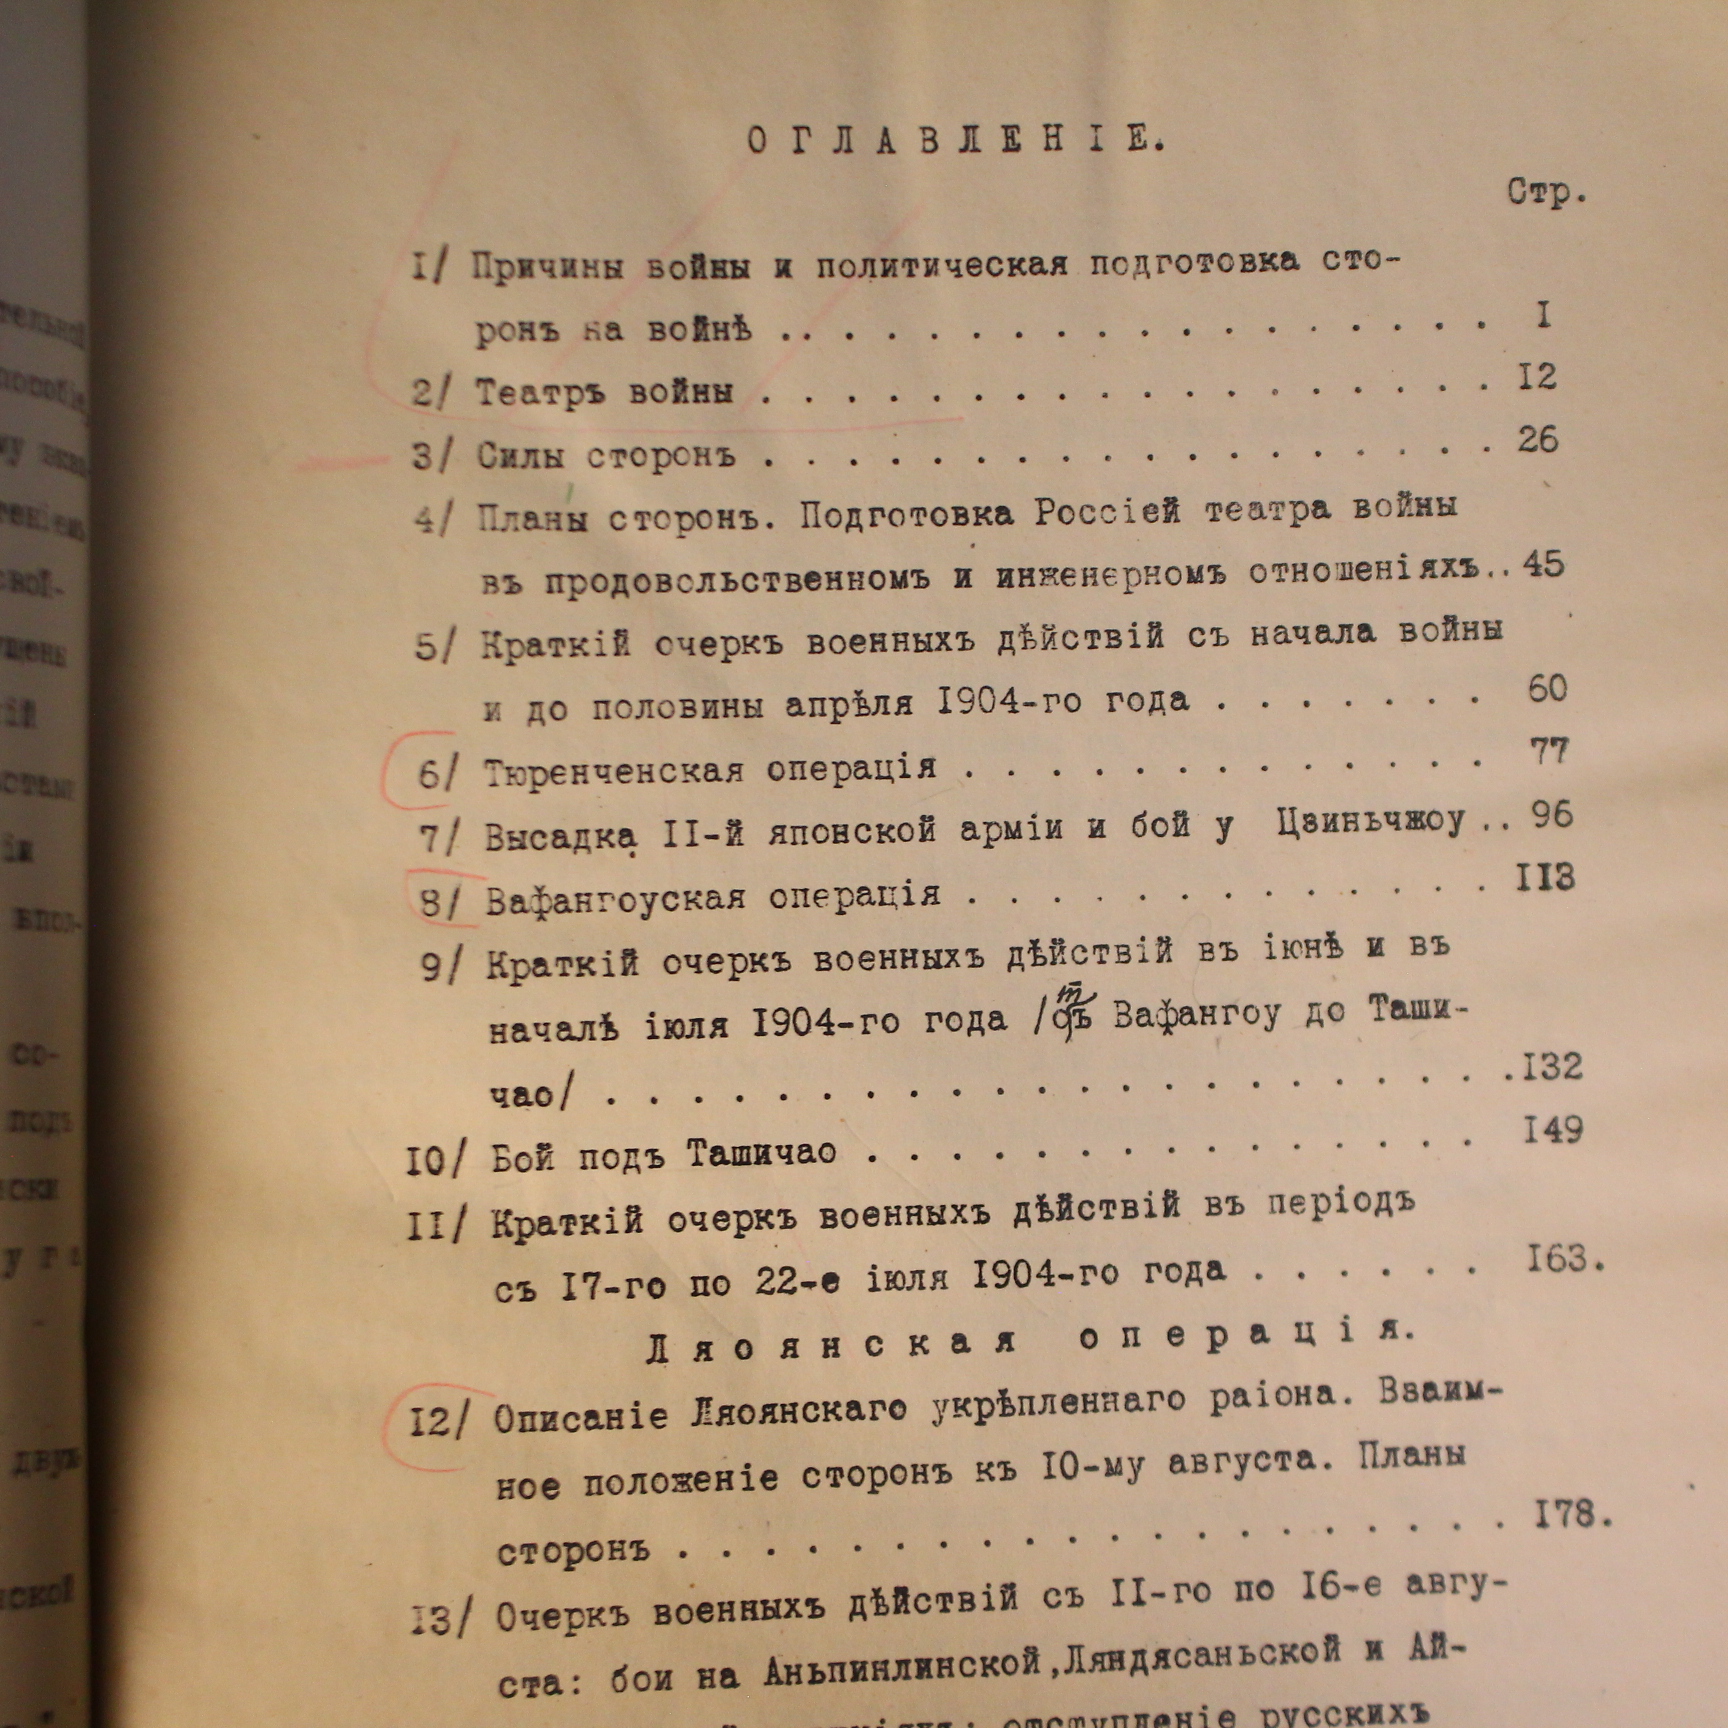 О Г Л А В Л Е Н І Е.
Стр.
I/ Причины войны и политическая подготовка сто-
ронъ на войнѣ .. . . . . . . . . . . . . . . . . I
2/ Театръ войны . . . . . . . . . . . . . . . . . . I2
3/ Силы сторонъ . . . . . . . . . . . . . . . . . . 26
4/ Планы сторонъ. Подготовка Россіей театра войны
въ продовольственномъ и инженерномъ отношеніяхъ.. 45
5/ Краткій очеркъ военныхъ дѣйствій съ начала войны
и до половины апрѣля I904-го года . . . . . . . 60
6/ Тюренченская операція . . . . . . . . . . . . . 77
7/ Высадка II-й японской арміи и бой у Цзиньчжоу .. 96
8/ Вафангоуская операція . . . . . . . . . . . . . II3
9/ Краткій очеркъ военныхъ дѣйствій въ іюнѣ и въ
началѣ іюля I904-го года /отъ Вафангоу до Таши-
чао/ . . . . . . . . . . . . . . . . . . . . . . I32
I0/ Бой подъ Ташичао . . . . . . . . . . . . . . . I49
II/ Краткій очеркъ военныхъ дѣйствій въ періодъ
съ I7-го по 22-е іюля I904-го года . . . . . . I63.
Л я о я н с к а я о п е р а ц і я.
I2/ Описаніе Ляоянскаго укрѣпленнаго раіона. Взаим-
ное положеніе сторонъ къ I0-му августа. Планы
сторонъ . . . . . . . . . . . . . . . . . . . . I78.
I3/ Очеркъ военныхъ дѣйствій съ II-го по I6-е авгу-
ста: бои на Аньпинлинской,Ляндясаньской и Ай-
отступленіе русскихъ